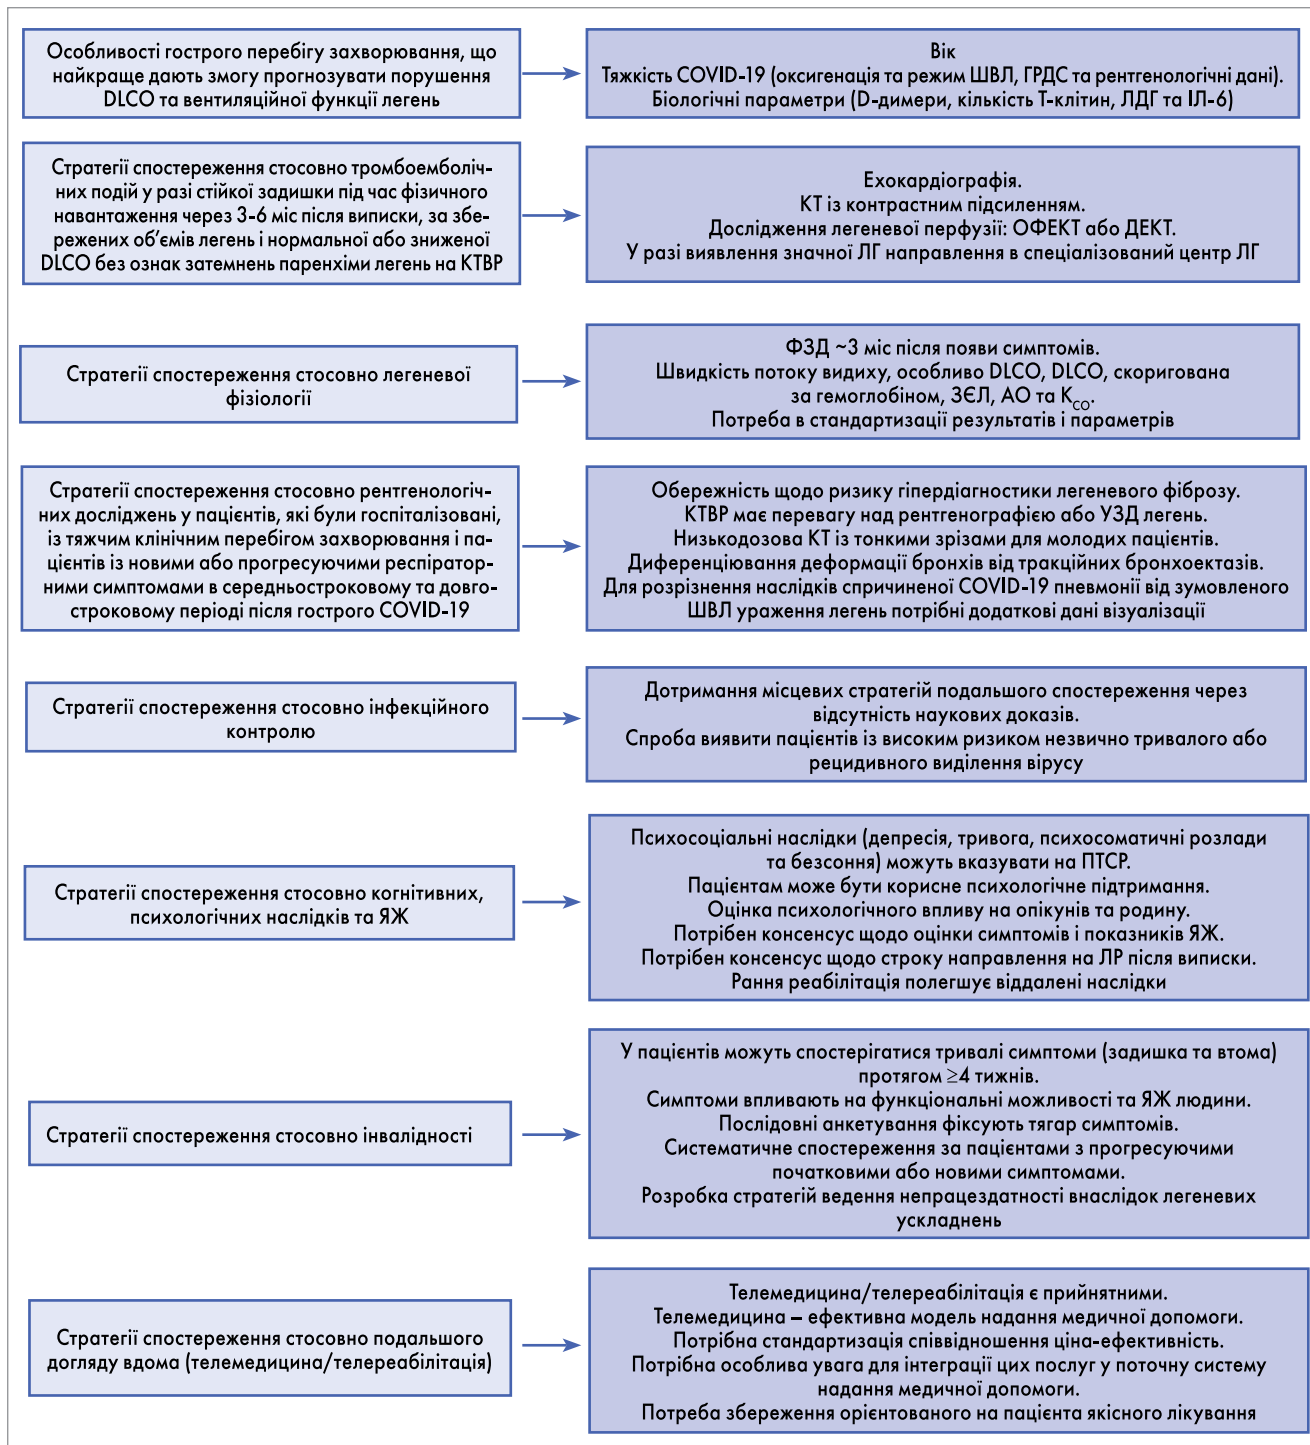 Особливості гострого перебігу захворювання, що
найкраще дають змогу прогнозувати порушення
DLCO та вентиляційної функції легень
Вік
Тяжкість COVID-19 (оксигенація та режим ШВЛ, ГРДС та рентгенологічні дані).
Біологічні параметри (D-димери, кількість Т-клітин, ЛДГ та ІЛ-6)
Стратегії спостереження стосовно тромбоемболіч-
них подій у разі стійкої задишки під час фізичного
навантаження через 3-6 міс після виписки, за збе-
режених об’ємів легень і нормальної або зниженої
DLCO без ознак затемнень паренхіми легень на КТВР
Ехокардіографія.
КТ із контрастним підсиленням.
Дослідження легеневої перфузії: ОФЕКТ або ДЕКТ.
У разі виявлення значної ЛГ направлення в спеціалізований центр ЛГ
Стратегії спостереження стосовно легеневої
фізіології
ФЗД ~3 міс після появи симптомів.
Швидкість потоку видиху, особливо DLCO, DLCO, скоригована
за гемоглобіном, ЗЄЛ, АО та K_CO.
Потреба в стандартизації результатів і параметрів
Стратегії спостереження стосовно рентгенологіч-
них досліджень у пацієнтів, які були госпіталізовані,
із тяжчим клінічним перебігом захворювання і па-
цієнтів із новими або прогресуючими респіратор-
ними симптомами в середньостроковому та довго-
строковому періоді після гострого COVID-19
Обережність щодо ризику гіпердіагностики легеневого фіброзу.
КТВР має перевагу над рентгенографією або УЗД легень.
Низькодозова КТ із тонкими зрізами для молодих пацієнтів.
Диференціювання деформації бронхів від тракційних бронхоектазів.
Для розрізнення наслідків спричиненої COVID-19 пневмонії від зумовленого
ШВЛ ураження легень потрібні додаткові дані візуалізації
Стратегії спостереження стосовно інфекційного
контролю
Дотримання місцевих стратегій подальшого спостереження через
відсутність наукових доказів.
Спроба виявити пацієнтів із високим ризиком незвично тривалого або
рецидивного виділення вірусу
Стратегії спостереження стосовно когнітивних,
психологічних наслідків та ЯЖ
Психосоціальні наслідки (депресія, тривога, психосоматичні розлади
та безсоння) можуть вказувати на ПТСР.
Пацієнтам може бути корисне психологічне підтримання.
Оцінка психологічного впливу на опікунів та родину.
Потрібен консенсус щодо оцінки симптомів і показників ЯЖ.
Потрібен консенсус щодо строку направлення на ЛР після виписки.
Рання реабілітація полегшує віддалені наслідки
Стратегії спостереження стосовно інвалідності
У пацієнтів можуть спостерігатися тривалі симптоми (задишка та втома)
протягом ≥4 тижнів.
Симптоми впливають на функціональні можливості та ЯЖ людини.
Послідовні анкетування фіксують тягар симптомів.
Систематичне спостереження за пацієнтами з прогресуючими
початковими або новими симптомами.
Розробка стратегій ведення непрацездатності внаслідок легеневих
ускладнень
Стратегії спостереження стосовно подальшого
догляду вдома (телемедицина/телереабілітація)
Телемедицина/телереабілітація є прийнятними.
Телемедицина – ефективна модель надання медичної допомоги.
Потрібна стандартизація співвідношення ціна-ефективність.
Потрібна особлива увага для інтеграції цих послуг у поточну систему
надання медичної допомоги.
Потреба збереження орієнтованого на пацієнта якісного лікування